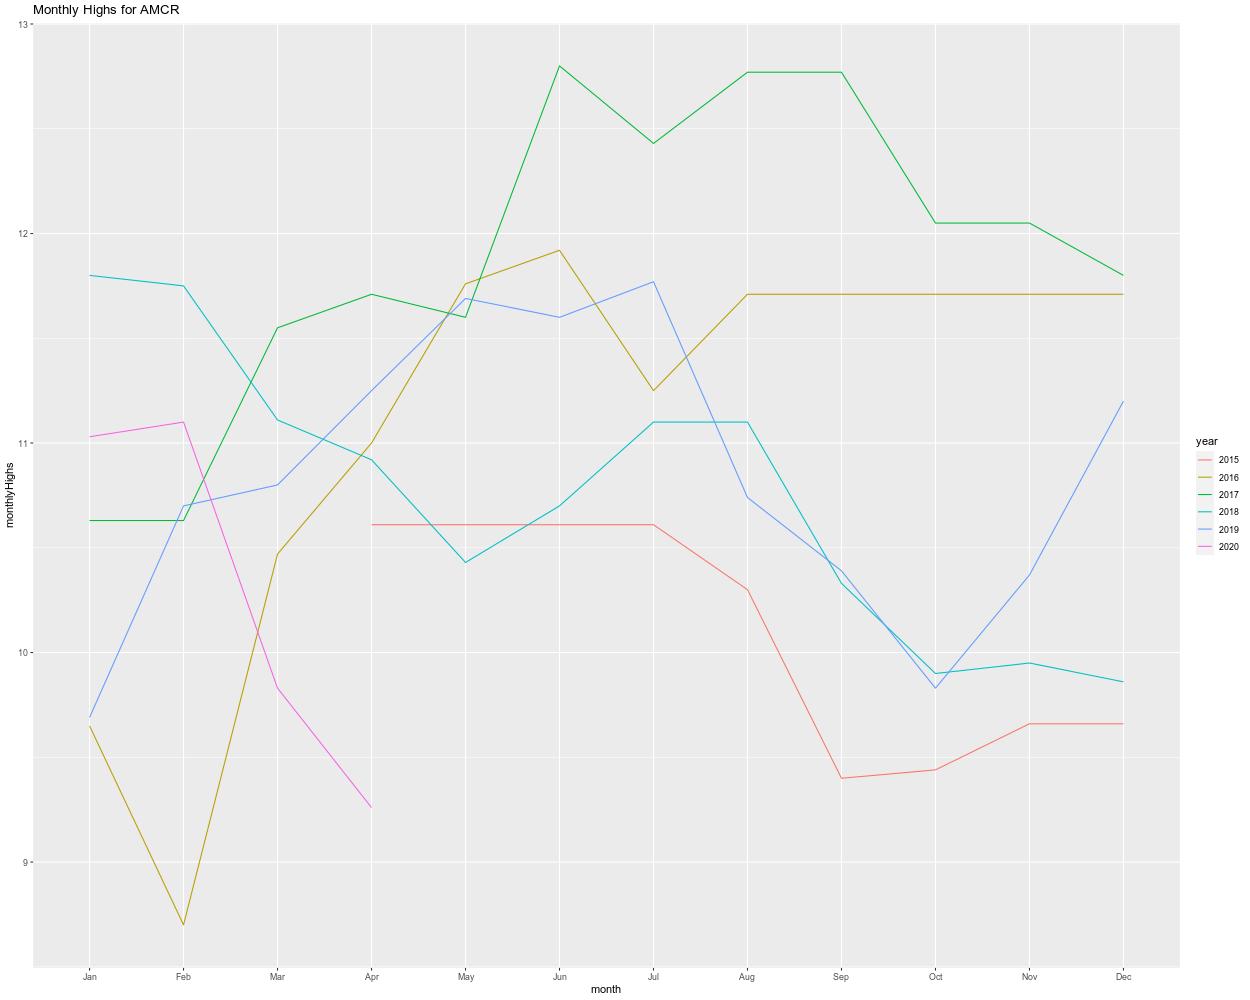 Monthly Highs for AMCR
13
12
11
10
9
monthlyHighs
Jan Feb Mar Apr May Jun Jul Aug Sep Oct Nov Dec
month
year
2015
2016
2017
2018
2019
2020